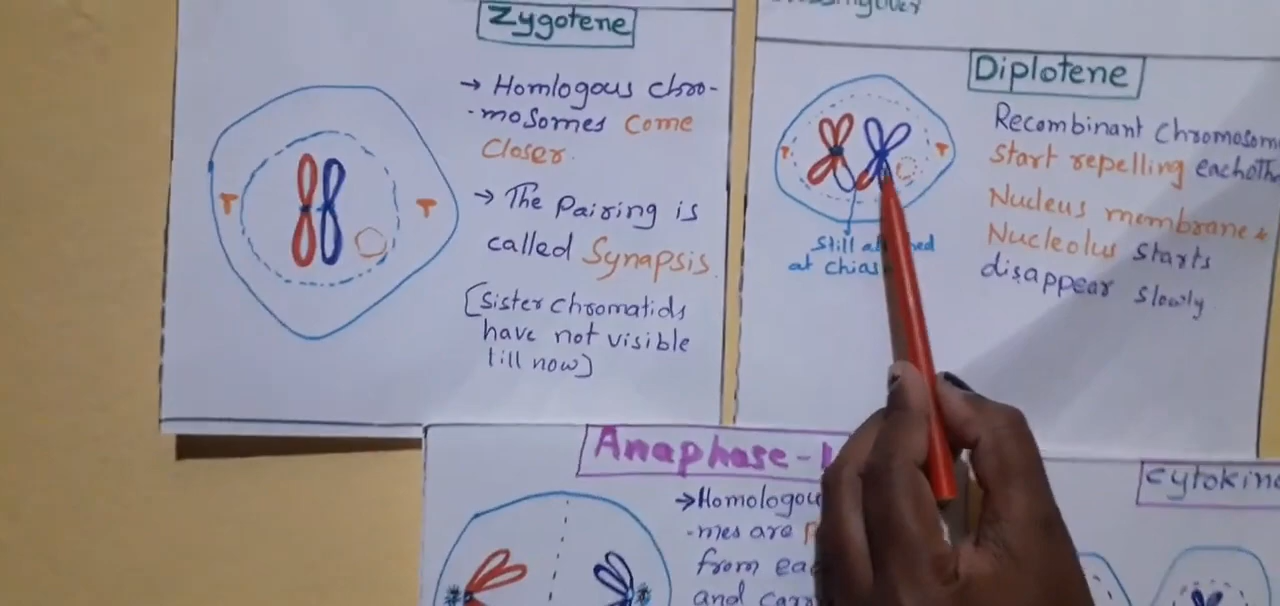 Zygotene
→ Homlogous chro-
-mosomes Come
Closer.
→ The Pairing is
called Synapsis.
[Sister chromatids
have not visible
till now]
T
T
Diplotene
T
T
Still
at chias
Recombinant Chromosom
Start repelling eachoth
Nucleus membrane &
Nucleolus starts
disappear slowly.
Anaphase-
→Homologou
-mes are
from ea
and carr
Cytokin